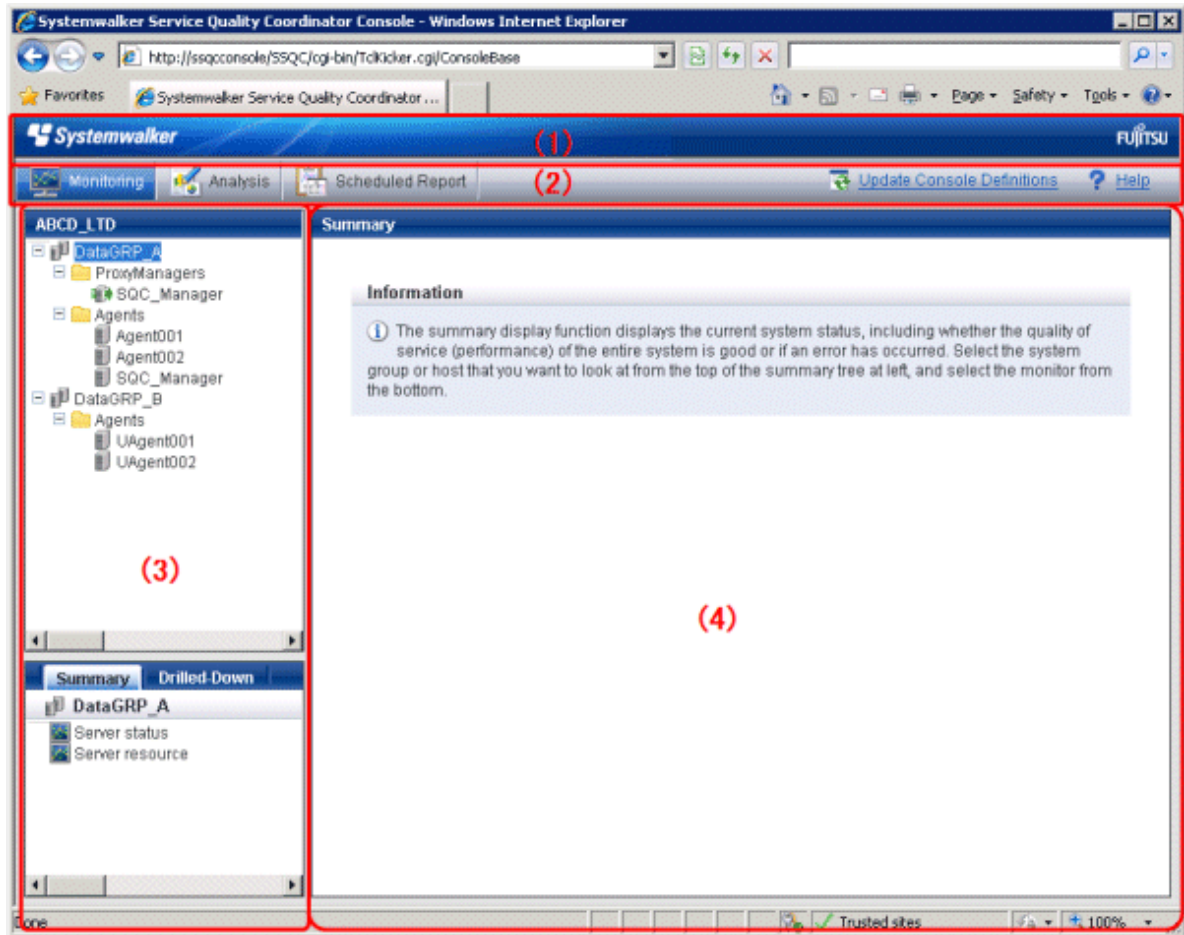 Systemwalker Service Quality Coordinator Console - Windows Internet Explorer
http://ssqcconsole/SSQC/cgi-bin/TclKicker.cgi/ConsoleBase
Favorites Systemwalker Service Quality Coordinator ... Page Safety Tools
Systemwalker (1) FUJITSU
Monitoring Analysis Scheduled Report (2) Update Console Definitions ? Help
ABCD_LTD
DataGRP_A
ProxyManagers
SQC_Manager
Agents
Agent001
Agent002
SQC_Manager
DataGRP_B
Agents
UAgent001
UAgent002
(3)
Summary Drilled-Down
DataGRP_A
Server status
Server resource
Summary
Information
The summary display function displays the current system status, including whether the quality of
service (performance) of the entire system is good or if an error has occurred. Select the system
group or host that you want to look at from the top of the summary tree at left, and select the monitor from
the bottom.
(4)
Done Trusted sites 100%